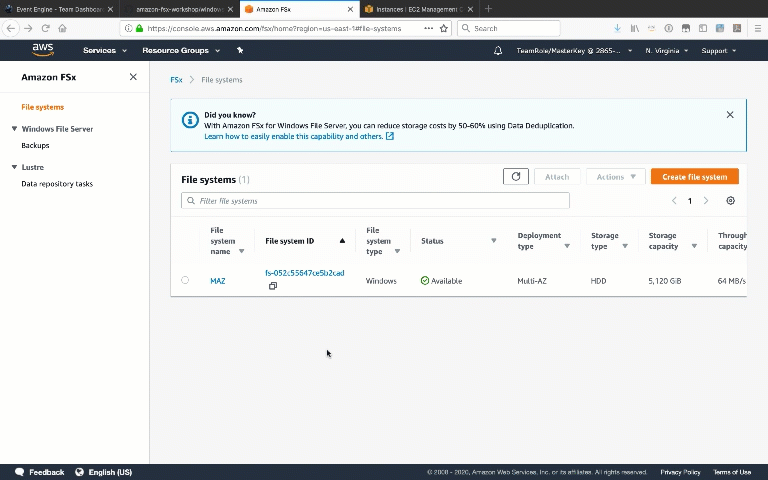 Event Engine - Team Dashboar
amazon-fsx-workshop/window
Amazon FSx
Instances | EC2 Management C
https://console.aws.amazon.com/fsx/home?region=us-east-1#file-systems
Search
aws
Services
Resource Groups
TeamRole/MasterKey @ 2865-...
N. Virginia
Support
Amazon FSx
File systems
Windows File Server
Backups
Lustre
Data repository tasks
FSx
File systems
Did you know?
With Amazon FSx for Windows File Server, you can reduce storage costs by 50-60% using Data Deduplication.
Learn how to easily enable this capability and others.
File systems (1)
Attach
Actions
Create file system
Filter file systems
1
File system name
File system ID
File system type
Status
Deployment type
Storage type
Storage capacity
Through capacity
MAZ
fs-052c55647ce5b2cad
Windows
Available
Multi-AZ
HDD
5,120 GiB
64 MB/s
Feedback
English (US)
© 2008 - 2020, Amazon Web Services, Inc. or its affiliates. All rights reserved.
Privacy Policy
Terms of Use